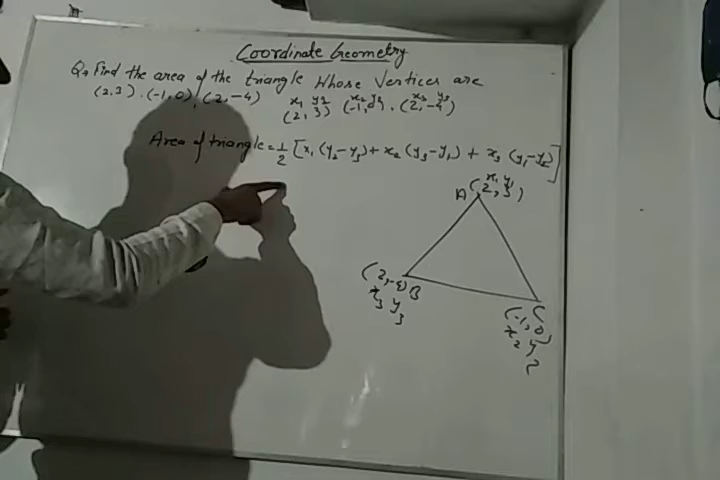 Coordinate Geometry
Q. Find the area of the triangle whose vertices are
(2,3), (-1,0), (2,-4)
x₁ y₂ x₂ y₂ x₃ y₃
(2, 3) (-1, 0), (2, -4)
Area of triangle = 1/2 [x₁ (y₂-y₃) + x₂ (y₃-y₁) + x₃ (y₁-y₂)]
x₁ y₁
A (2, 3)
(2,-4) B
x₃ y₃
C
(-1, 0)
x₂ y₂